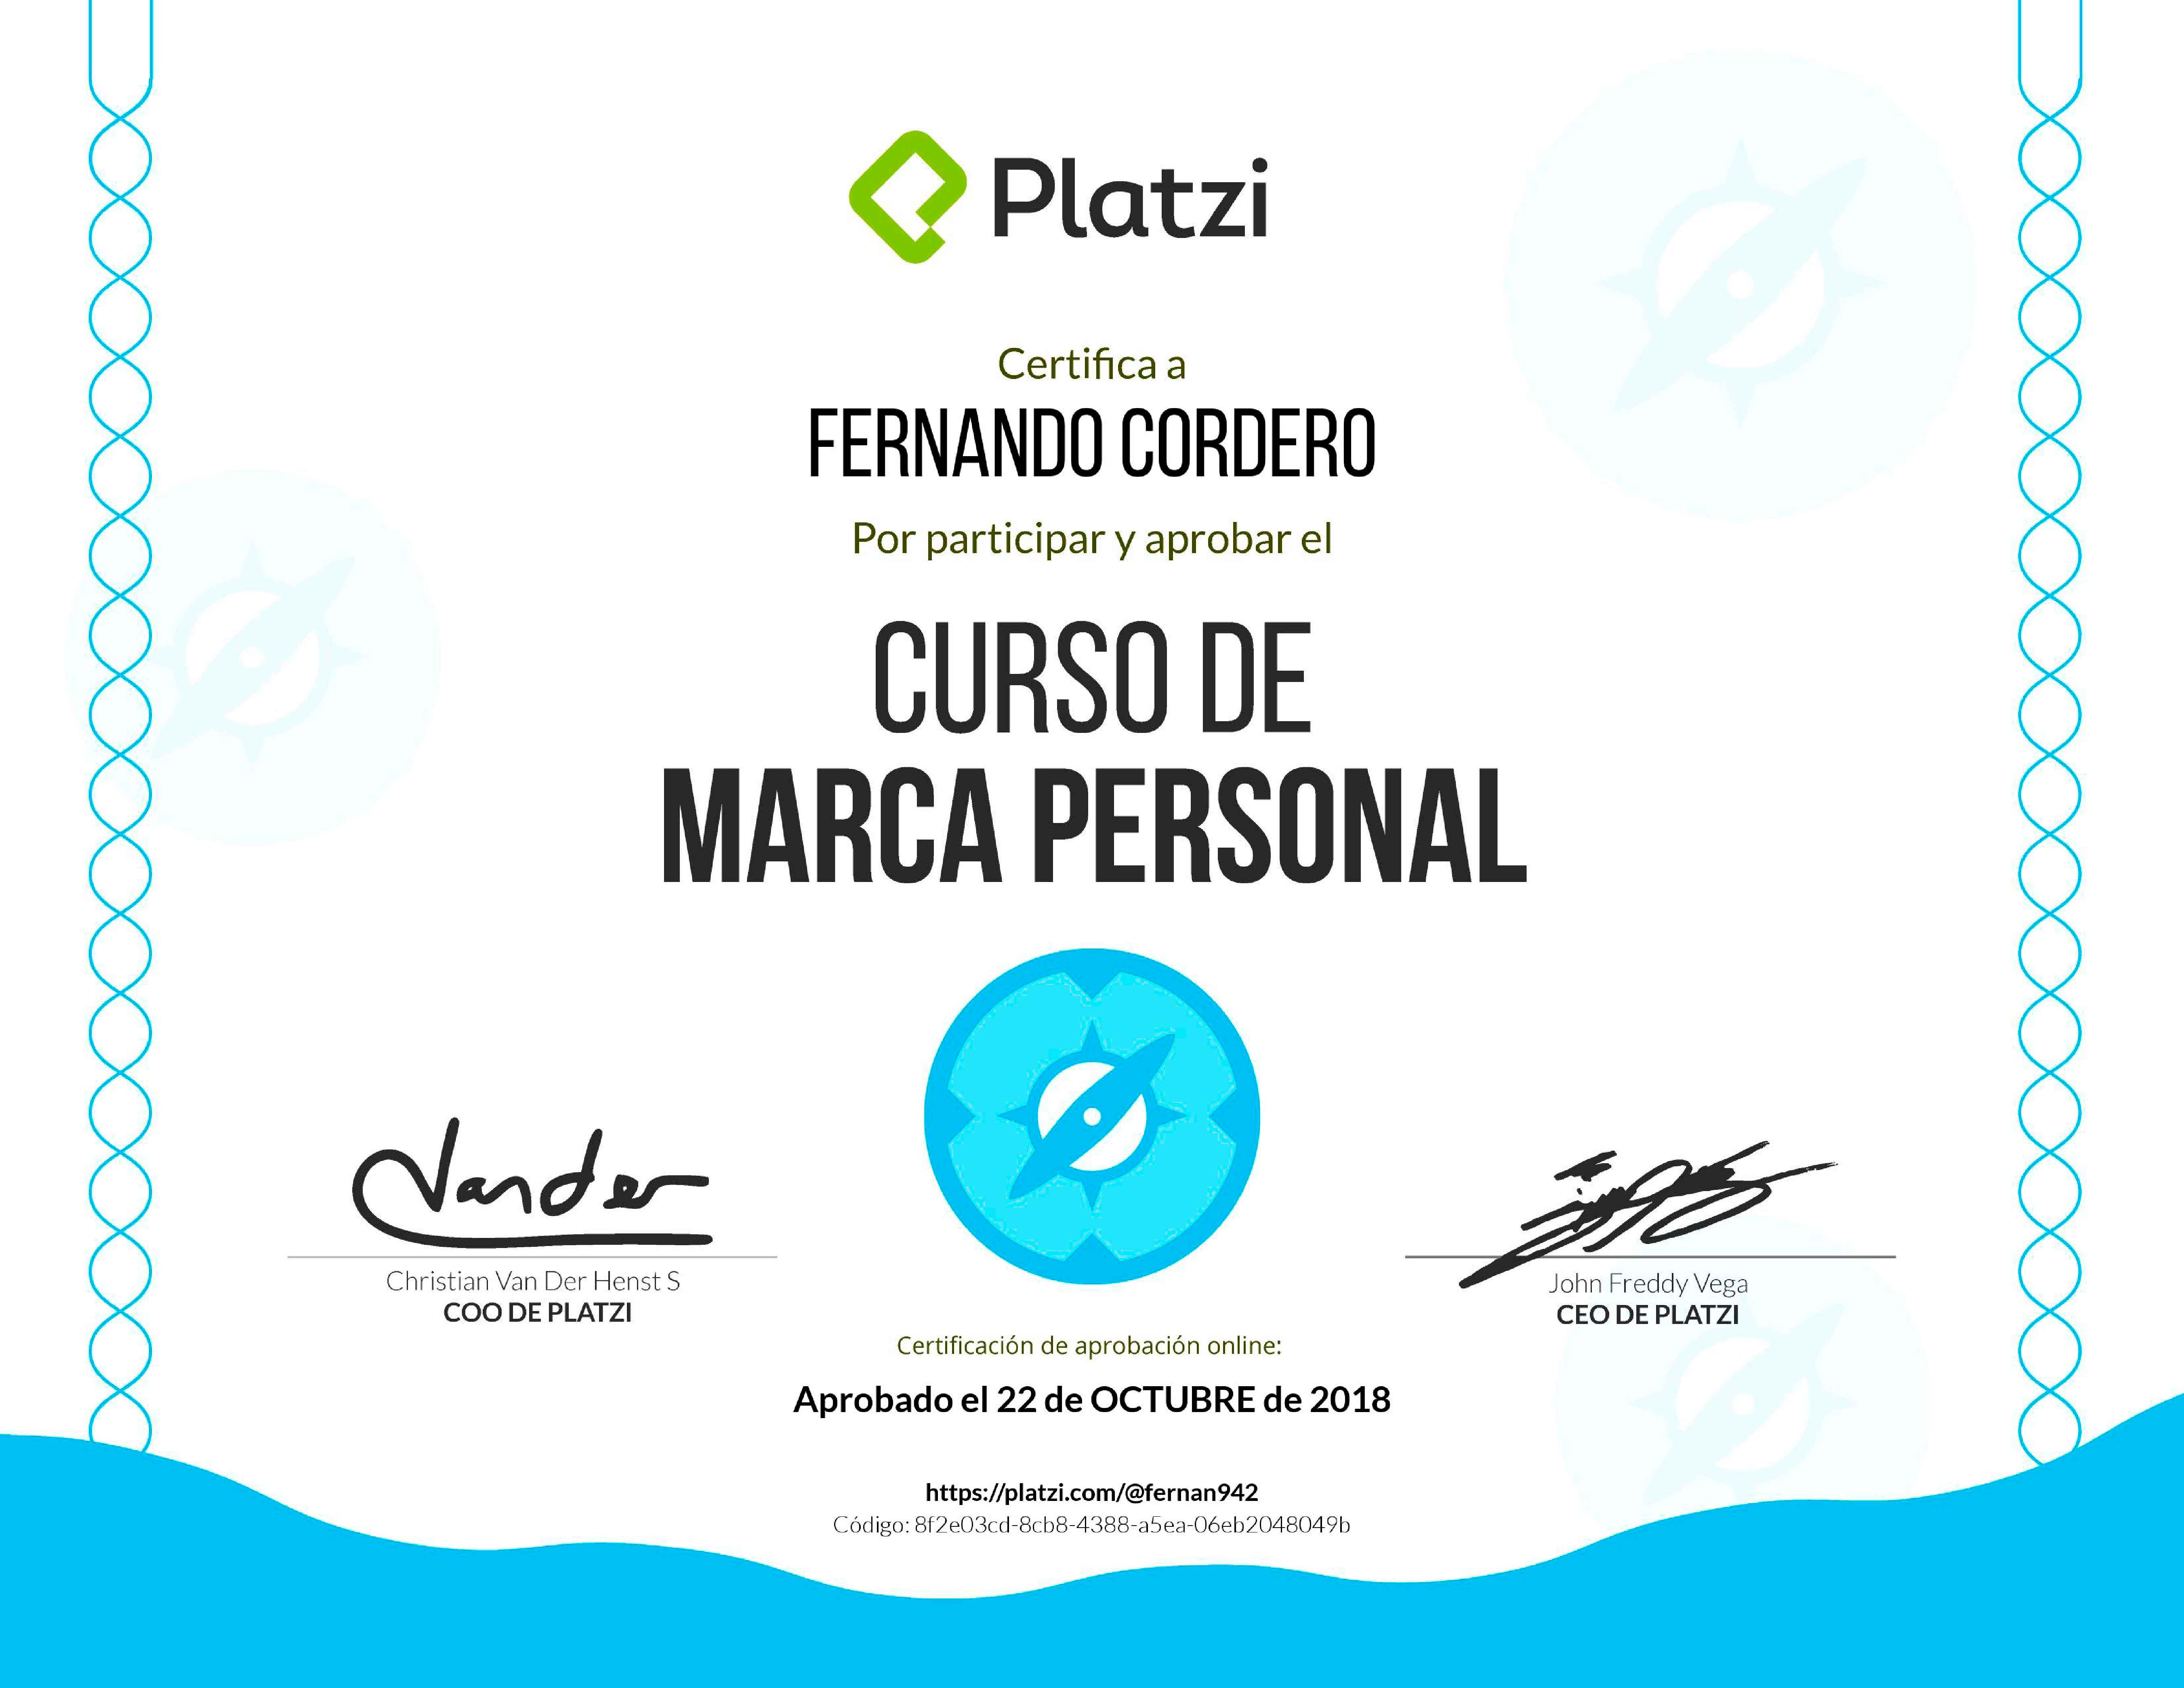 Platzi
Certifica a
FERNANDO CORDERO
Por participar y aprobar el
CURSO DE
MARCA PERSONAL
Vander
Christian Van Der Henst S
COO DE PLATZI
John Freddy Vega
CEO DE PLATZI
Certificación de aprobación online:
Aprobado el 22 de OCTUBRE de 2018
https://platzi.com/@fernan942
Código: 8f2e03cd-8cb8-4388-a5ea-06eb2048049b